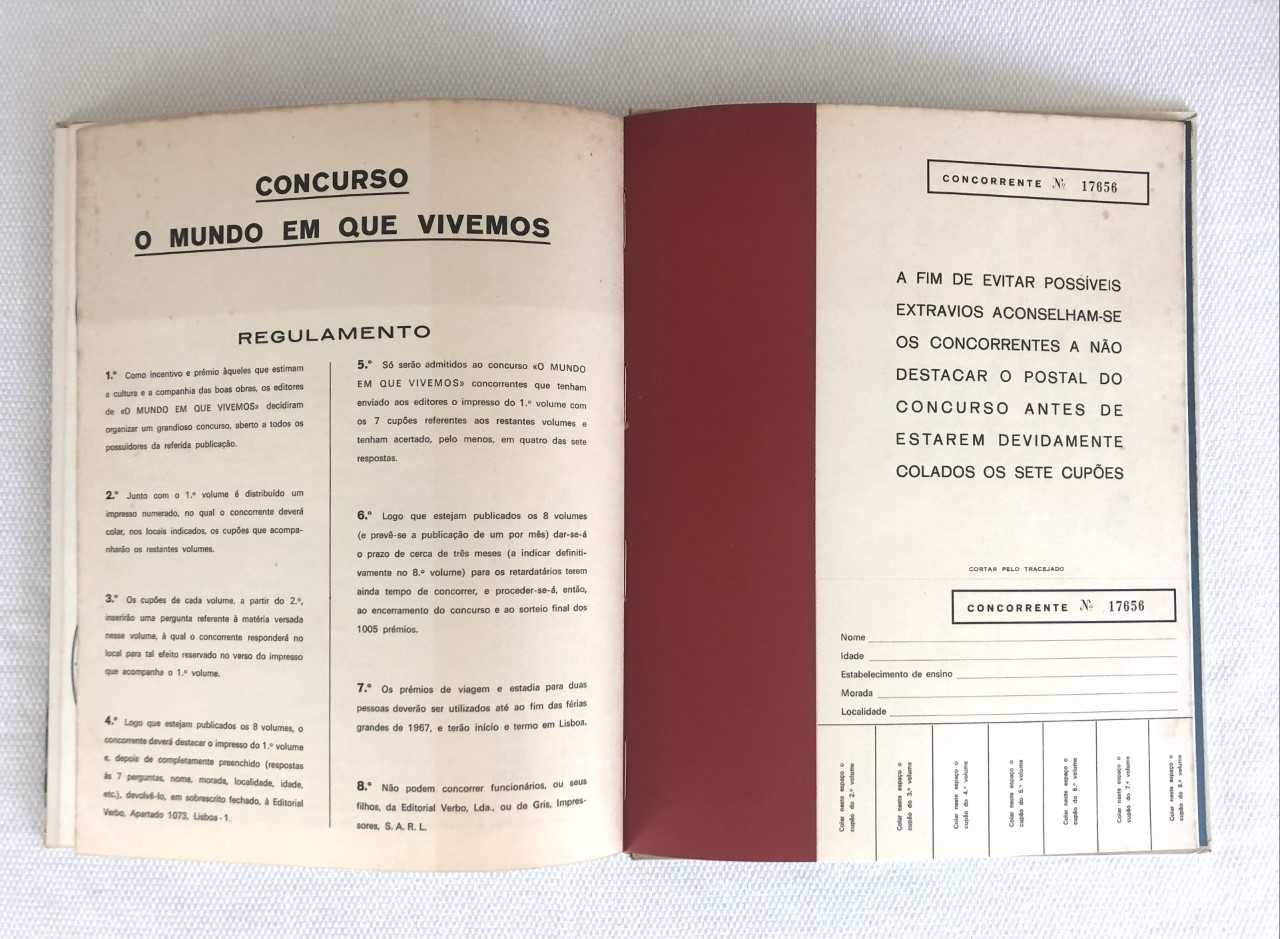 CONCURSO
O MUNDO EM QUE VIVEMOS
REGULAMENTO
1.º Como incentivo e prémio àqueles que estimam
a cultura e a companhia das boas obras, os editores
de «O MUNDO EM QUE VIVEMOS» decidiram
organizar um grandioso concurso, aberto a todos os
possuidores da referida publicação.
2.º Junto com o 1.º volume é distribuído um
impresso numerado, no qual o concorrente deverá
colar, nos locais indicados, os cupões que acompa-
nharão os restantes volumes.
3.º Os cupões de cada volume, a partir do 2.º,
inserirão uma pergunta referente à matéria versada
nesse volume, à qual o concorrente responderá no
local para tal efeito reservado no verso do impresso
que acompanha o 1.º volume.
4.º Logo que estejam publicados os 8 volumes, o
concorrente deverá destacar o impresso do 1.º volume
e, depois de completamente preenchido (respostas
às 7 perguntas, nome, morada, localidade, idade,
etc.), devolvê-lo, em sobrescrito fechado, à Editorial
Verbo, Apartado 1073, Lisboa-1.
5.º Só serão admitidos ao concurso «O MUNDO
EM QUE VIVEMOS» concorrentes que tenham
enviado aos editores o impresso do 1.º volume com
os 7 cupões referentes aos restantes volumes e
tenham acertado, pelo menos, em quatro das sete
respostas.
6.º Logo que estejam publicados os 8 volumes
(e prevê-se a publicação de um por mês) dar-se-á
o prazo de cerca de três meses (a indicar definiti-
vamente no 8.º volume) para os retardatários terem
ainda tempo de concorrer, e proceder-se-á, então,
ao encerramento do concurso e ao sorteio final dos
1005 prémios.
7.º Os prémios de viagem e estadia para duas
pessoas deverão ser utilizados até ao fim das férias
grandes de 1967, e terão início e termo em Lisboa.
8.º Não podem concorrer funcionários, ou seus
filhos, da Editorial Verbo, Lda., ou de Gris, Impres-
sores, S. A. R. L.
CONCORRENTE Nº 17656
A FIM DE EVITAR POSSÍVEIS
EXTRAVIOS ACONSELHAM-SE
OS CONCORRENTES A NÃO
DESTACAR O POSTAL DO
CONCURSO ANTES DE
ESTAREM DEVIDAMENTE
COLADOS OS SETE CUPÕES
CORTAR PELO TRACEJADO
CONCORRENTE Nº 17656
Nome
Idade
Estabelecimento de ensino
Morada
Localidade
Colar neste espaço o
cupão do 2.º volume
Colar neste espaço o
cupão do 3.º volume
Colar neste espaço o
cupão do 4.º volume
Colar neste espaço o
cupão do 5.º volume
Colar neste espaço o
cupão do 6.º volume
Colar neste espaço o
cupão do 7.º volume
Colar neste espaço o
cupão do 8.º volume